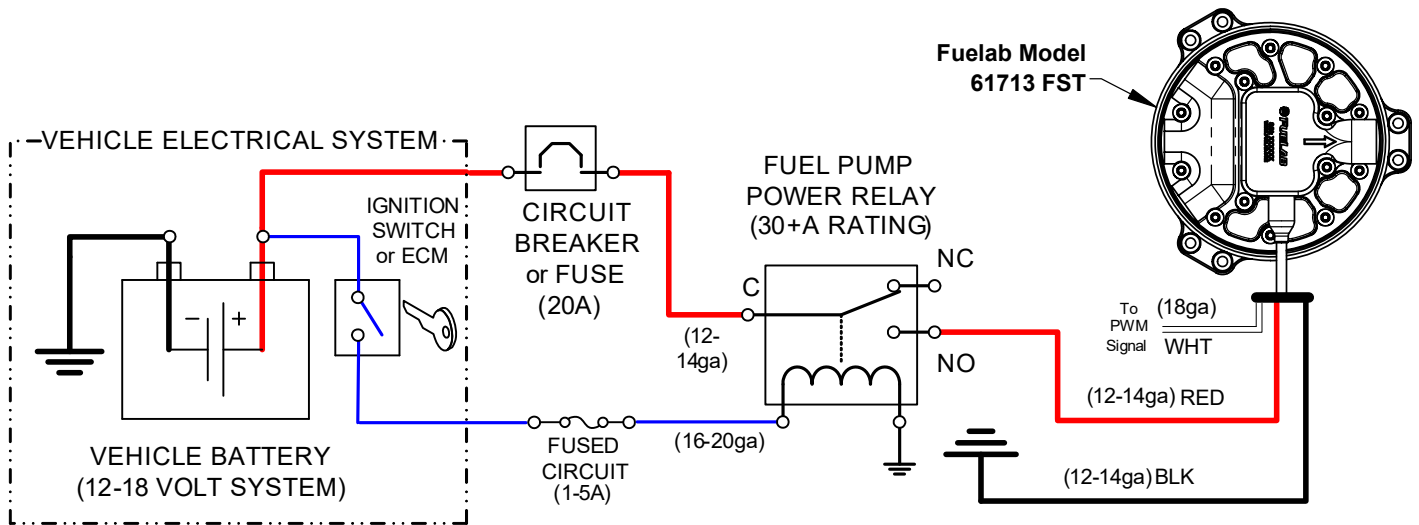 Fuelab Model
61713 FST
VEHICLE ELECTRICAL SYSTEM
IGNITION
SWITCH
or ECM
CIRCUIT
BREAKER
or FUSE
(20A)
FUEL PUMP
POWER RELAY
(30+A RATING)
NC
C
NO
(12-
14ga)
To
PWM
Signal
(18ga)
WHT
(12-14ga) RED
(12-14ga) BLK
(16-20ga)
FUSED
CIRCUIT
(1-5A)
− +
VEHICLE BATTERY
(12-18 VOLT SYSTEM)
FUELAB